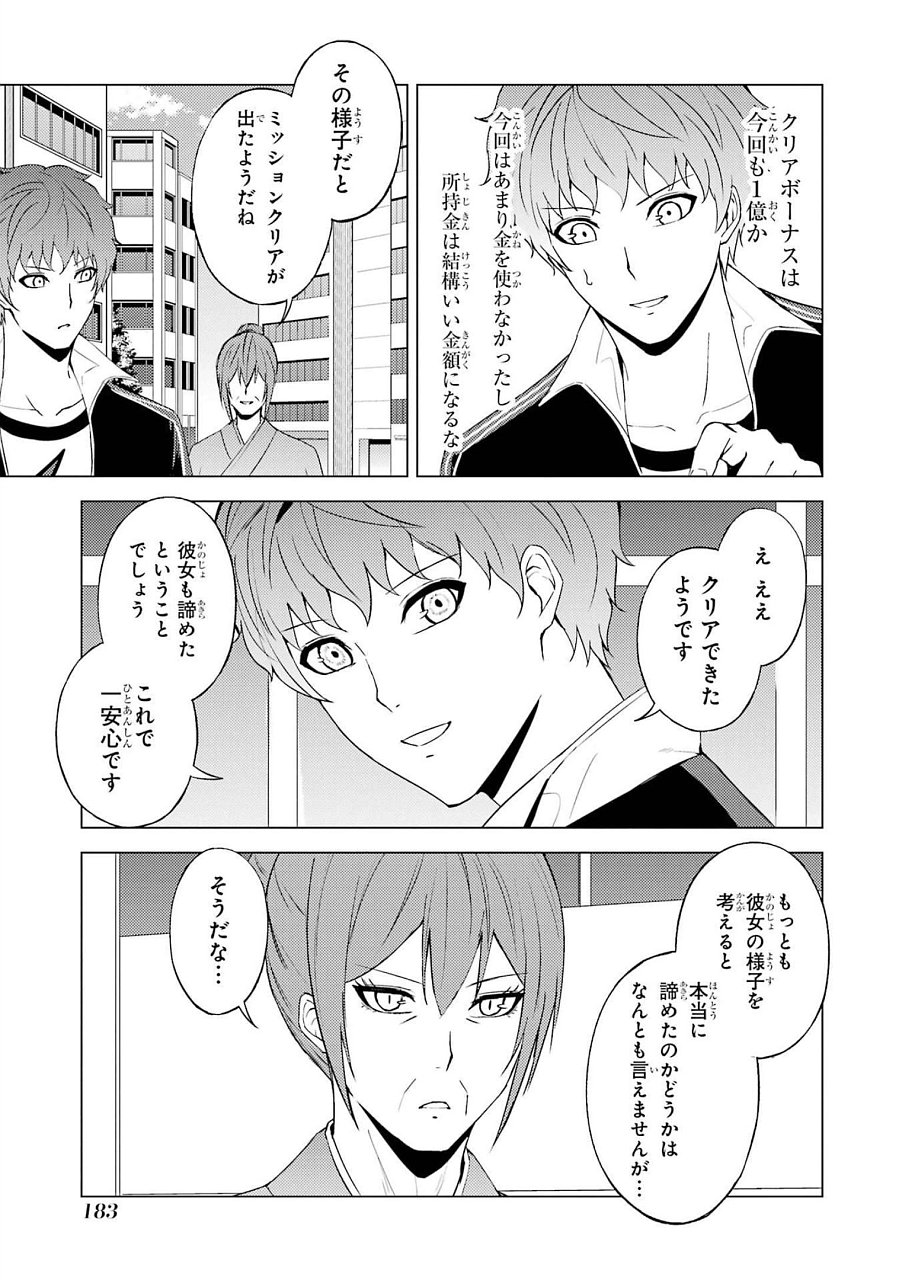 クリアボーナスは
今回も1億か
今回はあまり金を使わなかったし
所持金は結構いい金額になるな
その様子だと
ミッションクリアが
出たようだね
え ええ
クリアできた
ようです
彼女も諦めた
ということ
でしょう
これで
一安心です
もっとも
彼女の様子を
考えると
本当に
諦めたのかどうかは
なんとも言えませんが…
そうだな…
183